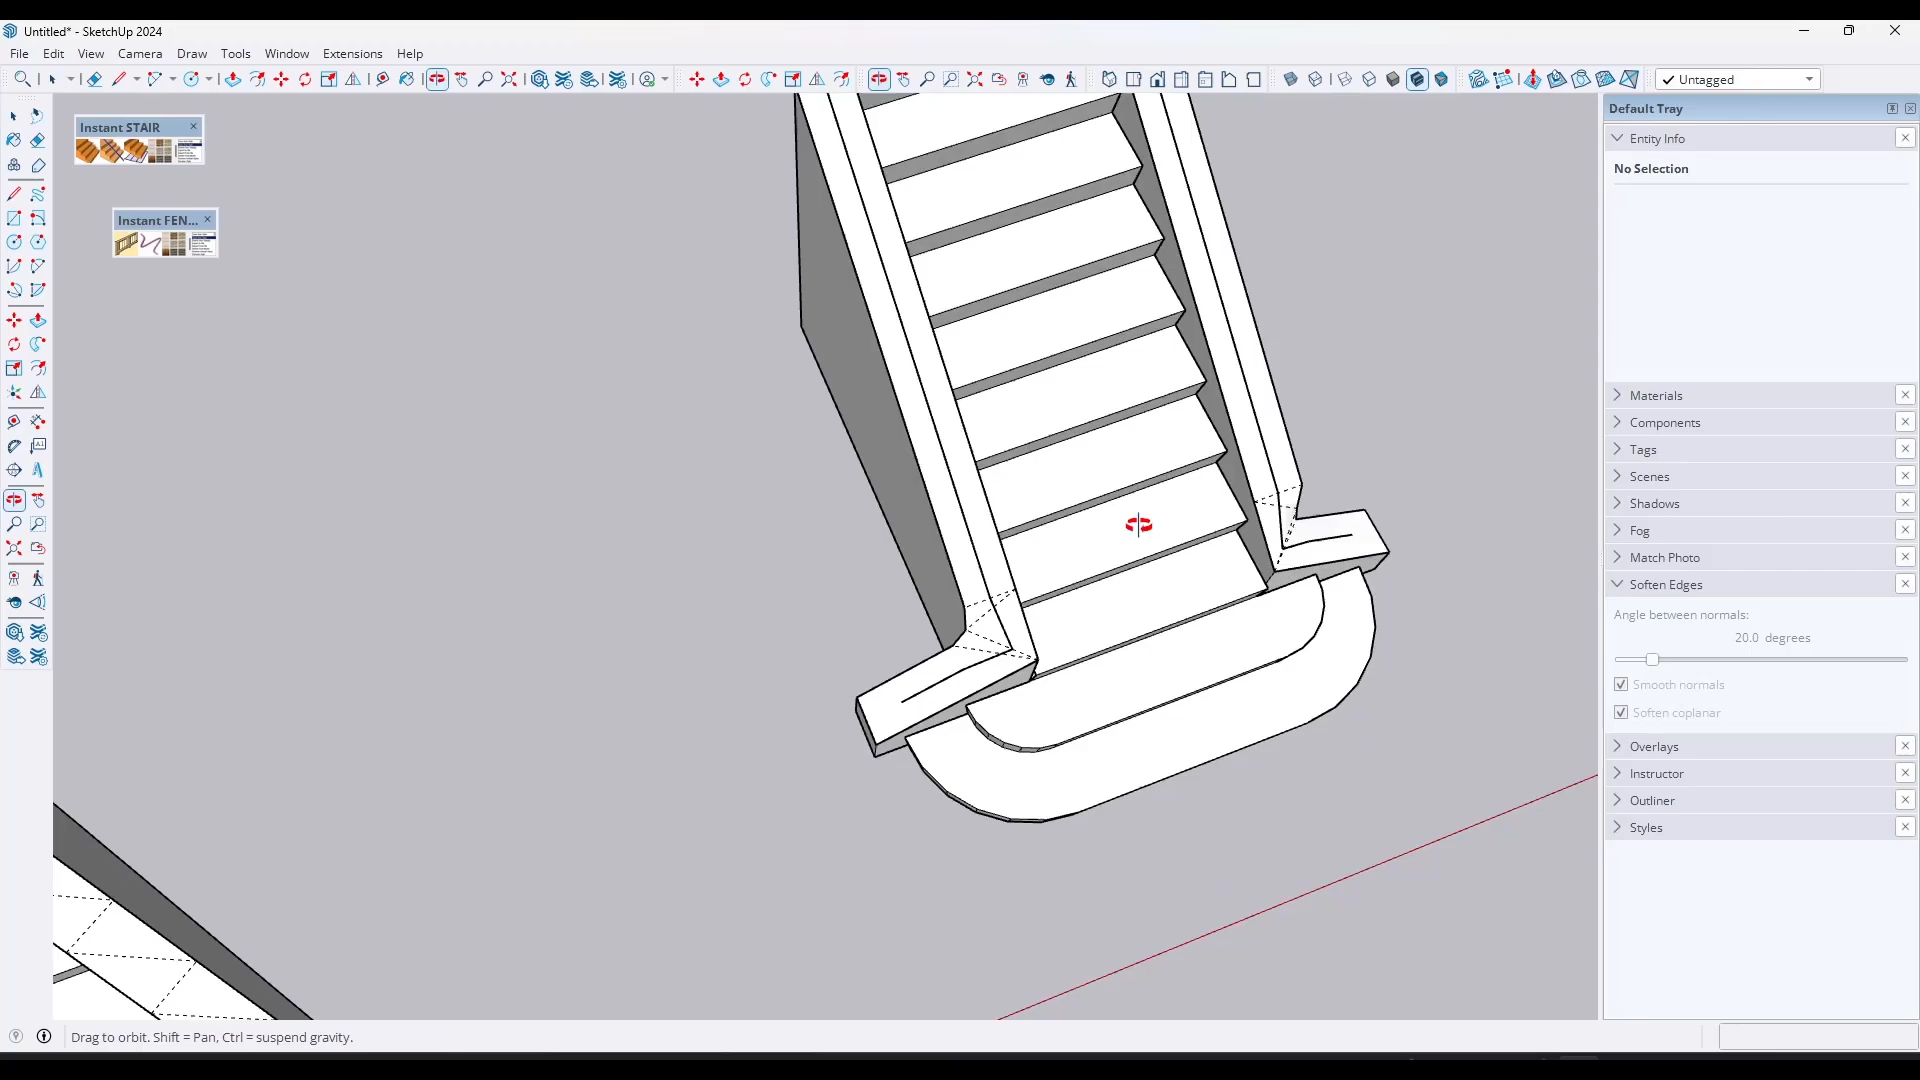 Untitled* - SketchUp 2024
File Edit View Camera Draw Tools Window Extensions Help
Untagged
Instant STAIR
Instant FEN...
Default Tray
Entity Info
No Selection
Materials
Components
Tags
Scenes
Shadows
Fog
Match Photo
Soften Edges
Angle between normals:
20.0 degrees
Smooth normals
Soften coplanar
Overlays
Instructor
Outliner
Styles
Drag to orbit. Shift = Pan, Ctrl = suspend gravity.